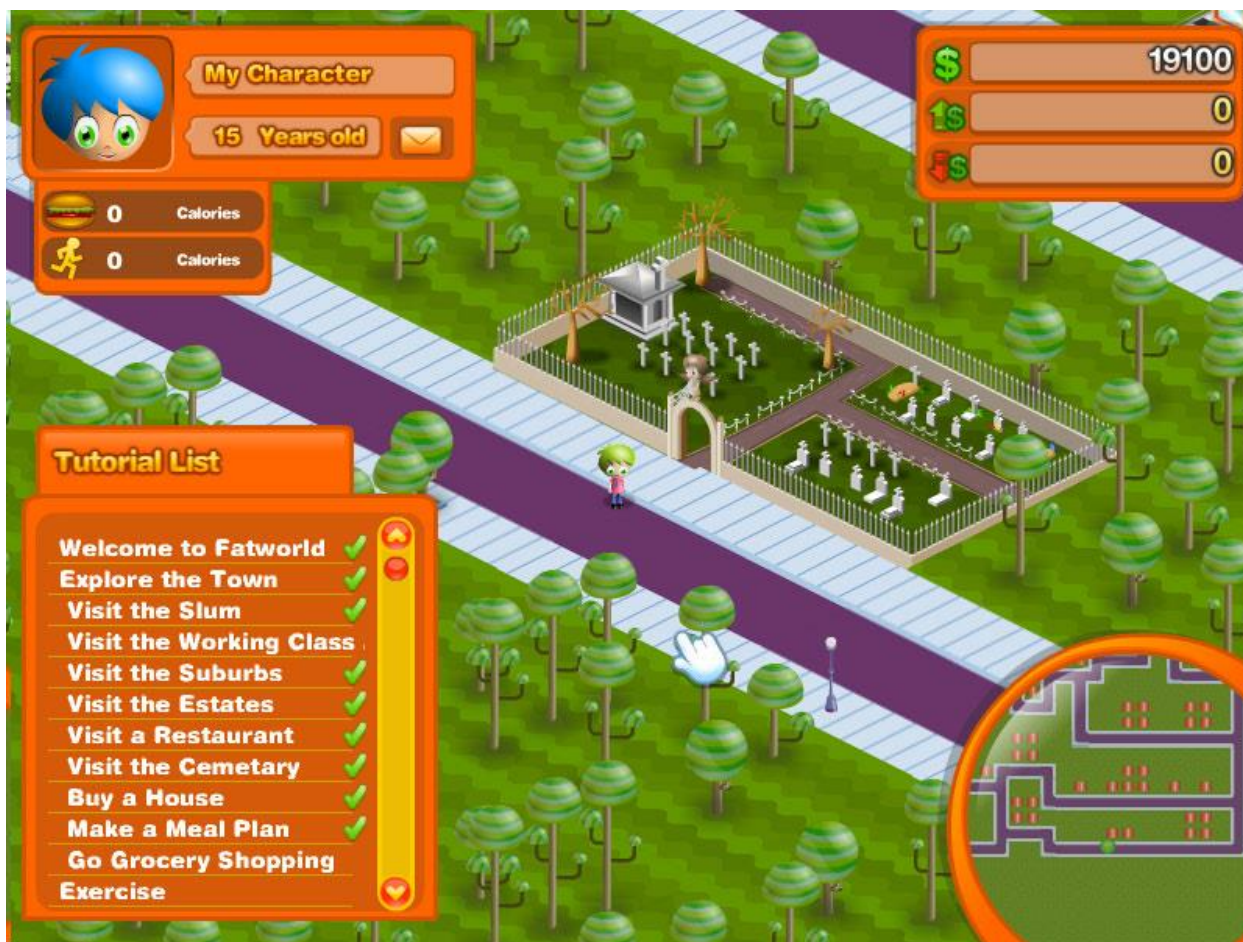 My Character
15 Years old
0 Calories
0 Calories
$ 19100
$ 0
$ 0
Tutorial List
Welcome to Fatworld
Explore the Town
Visit the Slum
Visit the Working Class
Visit the Suburbs
Visit the Estates
Visit a Restaurant
Visit the Cemetary
Buy a House
Make a Meal Plan
Go Grocery Shopping
Exercise